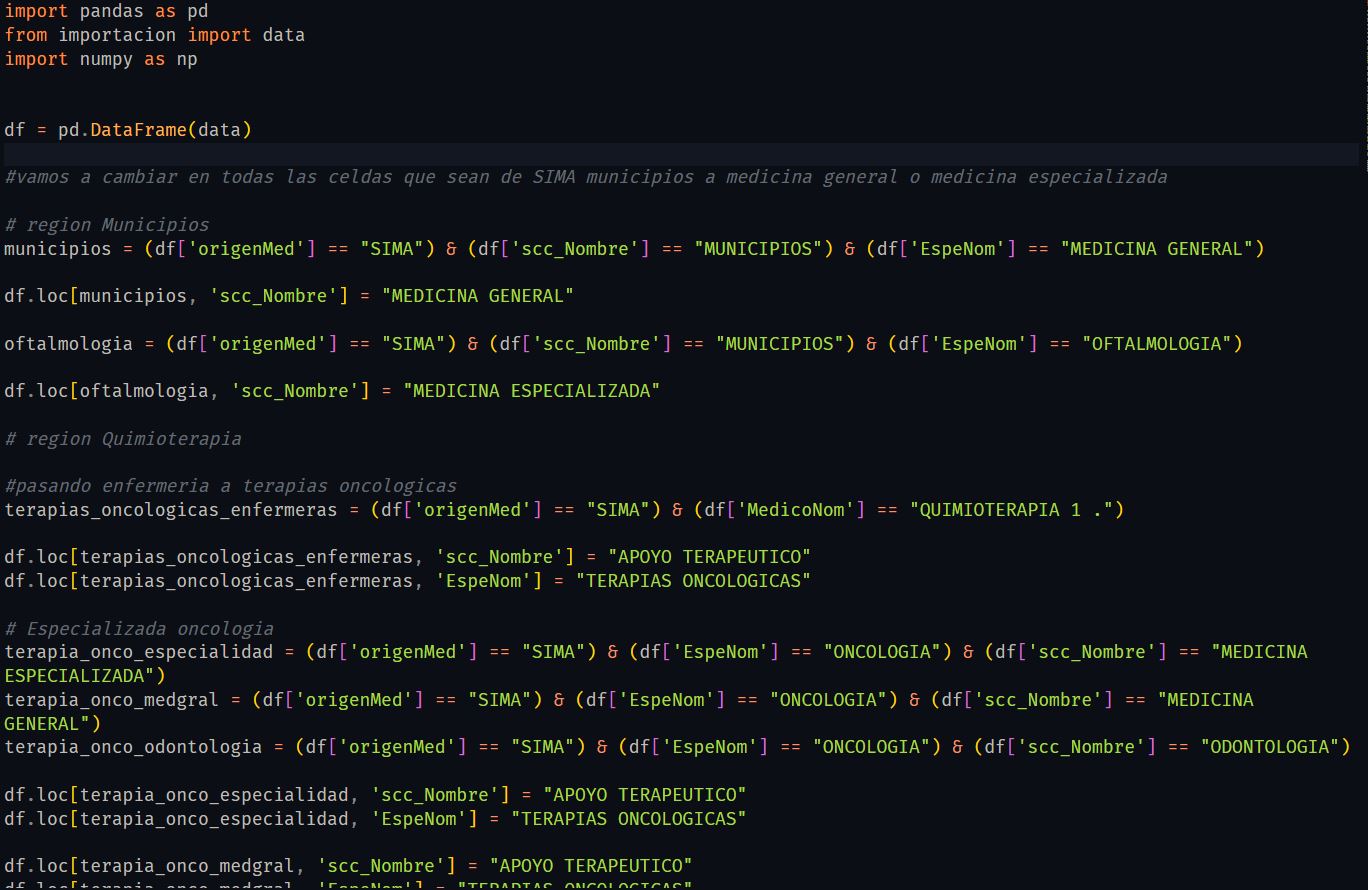 import pandas as pd
from importacion import data
import numpy as np
df = pd.DataFrame(data)
#vamos a cambiar en todas las celdas que sean de SIMA municipios a medicina general o medicina especializada
# region Municipios
municipios = (df['origenMed'] == "SIMA") & (df['scc_Nombre'] == "MUNICIPIOS") & (df['EspeNom'] == "MEDICINA GENERAL")
df.loc[municipios, 'scc_Nombre'] = "MEDICINA GENERAL"
oftalmologia = (df['origenMed'] == "SIMA") & (df['scc_Nombre'] == "MUNICIPIOS") & (df['EspeNom'] == "OFTALMOLOGIA")
df.loc[oftalmologia, 'scc_Nombre'] = "MEDICINA ESPECIALIZADA"
# region Quimioterapia
#pasando enfermeria a terapias oncologicas
terapias_oncologicas_enfermeras = (df['origenMed'] == "SIMA") & (df['MedicoNom'] == "QUIMIOTERAPIA 1 .")
df.loc[terapias_oncologicas_enfermeras, 'scc_Nombre'] = "APOYO TERAPEUTICO"
df.loc[terapias_oncologicas_enfermeras, 'EspeNom'] = "TERAPIAS ONCOLOGICAS"
# Especializada oncologia
terapia_onco_especialidad = (df['origenMed'] == "SIMA") & (df['EspeNom'] == "ONCOLOGIA") & (df['scc_Nombre'] == "MEDICINA
ESPECIALIZADA")
terapia_onco_medgral = (df['origenMed'] == "SIMA") & (df['EspeNom'] == "ONCOLOGIA") & (df['scc_Nombre'] == "MEDICINA
GENERAL")
terapia_onco_odontologia = (df['origenMed'] == "SIMA") & (df['EspeNom'] == "ONCOLOGIA") & (df['scc_Nombre'] == "ODONTOLOGIA")
df.loc[terapia_onco_especialidad, 'scc_Nombre'] = "APOYO TERAPEUTICO"
df.loc[terapia_onco_especialidad, 'EspeNom'] = "TERAPIAS ONCOLOGICAS"
df.loc[terapia_onco_medgral, 'scc_Nombre'] = "APOYO TERAPEUTICO"
df.loc[terapia_onco_medgral, 'EspeNom'] = "TERAPIAS ONCOLOGICAS"